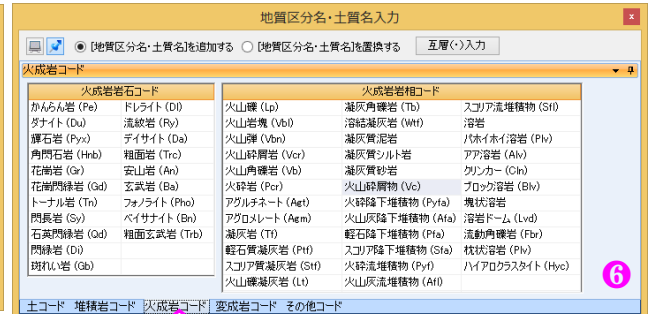 地質区分名・土質名入力
x
[地質区分名・土質名]を追加する [地質区分名・土質名]を置換する 互層(・)入力
火成岩コード
火成岩岩石コード 火成岩岩相コード
かんらん岩 (Pe) ドレライト (Dl) 火山礫 (Lp) 凝灰角礫岩 (Tb) スコリア流堆積物 (Sfl)
ダナイト (Du) 流紋岩 (Ry) 火山岩塊 (Vbl) 溶結凝灰岩 (Wtf) 溶岩
輝石岩 (Pyx) デイサイト (Da) 火山弾 (Vbn) 凝灰質泥岩 パホイホイ溶岩 (Plv)
角閃石岩 (Hnb) 粗面岩 (Trc) 火山砕屑岩 (Vcr) 凝灰質シルト岩 アア溶岩 (Alv)
花崗岩 (Gr) 安山岩 (An) 火山角礫岩 (Vb) 凝灰質砂岩 クリンカー (Cln)
花崗閃緑岩 (Gd) 玄武岩 (Ba) 火砕岩 (Pcr) 火山砕屑物 (Vc) ブロック溶岩 (Blv)
トーナル岩 (Tn) フォノライト (Pho) アグルチネート (Agt) 火砕降下堆積物 (Pyfa) 塊状溶岩
閃長岩 (Sy) ベイサナイト (Bn) アグロメレート (Agm) 火山灰降下堆積物 (Afa) 溶岩ドーム (Lvd)
石英閃緑岩 (Qd) 粗面玄武岩 (Trb) 凝灰岩 (Tf) 軽石降下堆積物 (Pfa) 流動角礫岩 (Fbr)
閃緑岩 (Di) 軽石質凝灰岩 (Ptf) スコリア降下堆積物 (Sfa) 枕状溶岩 (Plv)
斑れい岩 (Gb) スコリア質凝灰岩 (Stf) 火砕流堆積物 (Pyf) ハイアロクラスタイト (Hyc)
火山礫凝灰岩 (Lt) 火山灰流堆積物 (Afl)
6
土コード 堆積岩コード 火成岩コード 変成岩コード その他コード